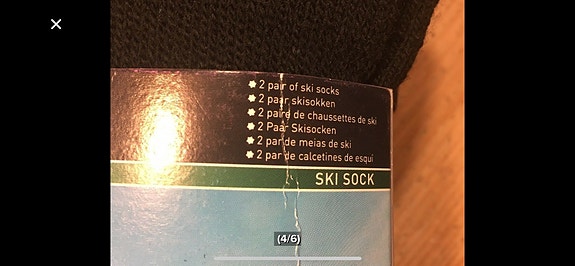 2 pair of ski socks
2 paar skisokken
2 paire de chaussettes de ski
2 Paar Skisocken
2 par de meias de ski
2 par de calcetines de esquí
SKI SOCK
(4/6)